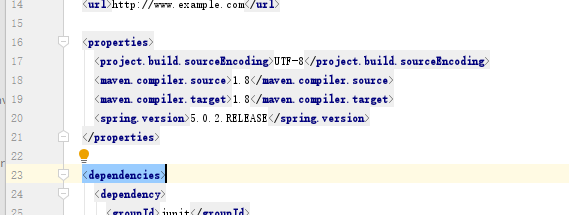 14 <url>http://www.example.com</url>
15
16 <properties>
17 <project.build.sourceEncoding>UTF-8</project.build.sourceEncoding>
18 <maven.compiler.source>1.8</maven.compiler.source>
19 <maven.compiler.target>1.8</maven.compiler.target>
20 <spring.version>5.0.2.RELEASE</spring.version>
21 </properties>
22
23 <dependencies>
24 <dependency>
25 <groupId>junit</groupId>